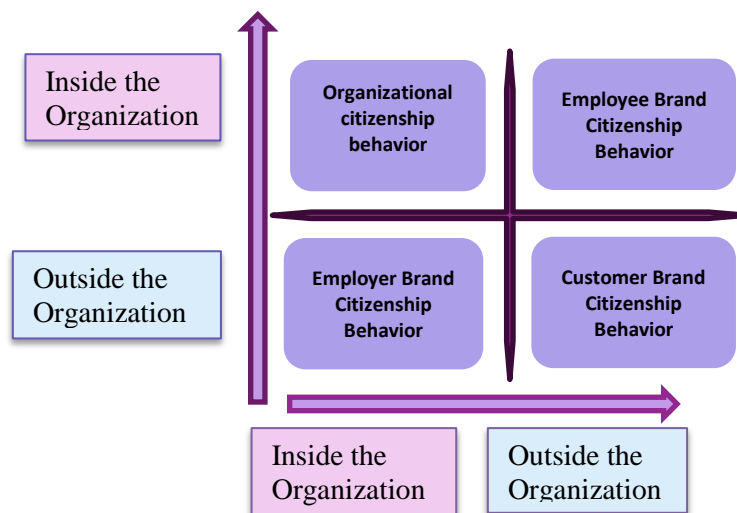 Inside the
Organization
Organizational
citizenship
behavior
Employee Brand
Citizenship
Behavior
Outside the
Organization
Employer Brand
Citizenship
Behavior
Customer Brand
Citizenship
Behavior
Inside the
Organization
Outside the
Organization